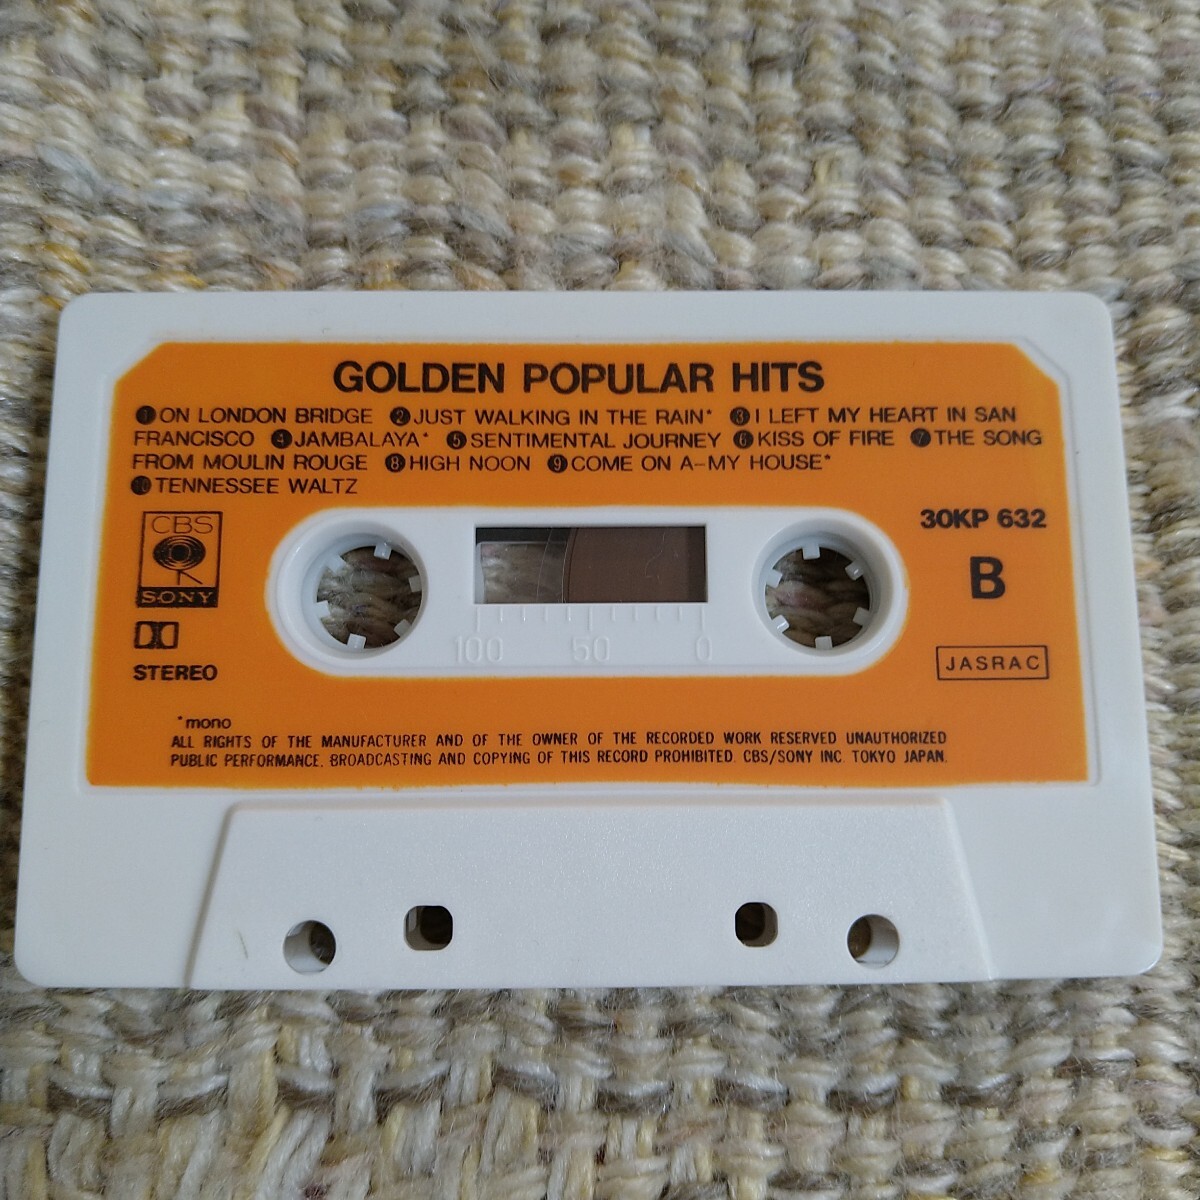 GOLDEN POPULAR HITS
❶ON LONDON BRIDGE ❷JUST WALKING IN THE RAIN* ❸I LEFT MY HEART IN SAN
FRANCISCO ❹JAMBALAYA* ❺SENTIMENTAL JOURNEY ❻KISS OF FIRE ❼THE SONG
FROM MOULIN ROUGE ❽HIGH NOON ❾COME ON A-MY HOUSE*
❿TENNESSEE WALTZ
CBS
SONY
STEREO
30KP 632
B
JASRAC
100 50 0
*mono
ALL RIGHTS OF THE MANUFACTURER AND OF THE OWNER OF THE RECORDED WORK RESERVED UNAUTHORIZED
PUBLIC PERFORMANCE. BROADCASTING AND COPYING OF THIS RECORD PROHIBITED. CBS/SONY INC. TOKYO JAPAN.